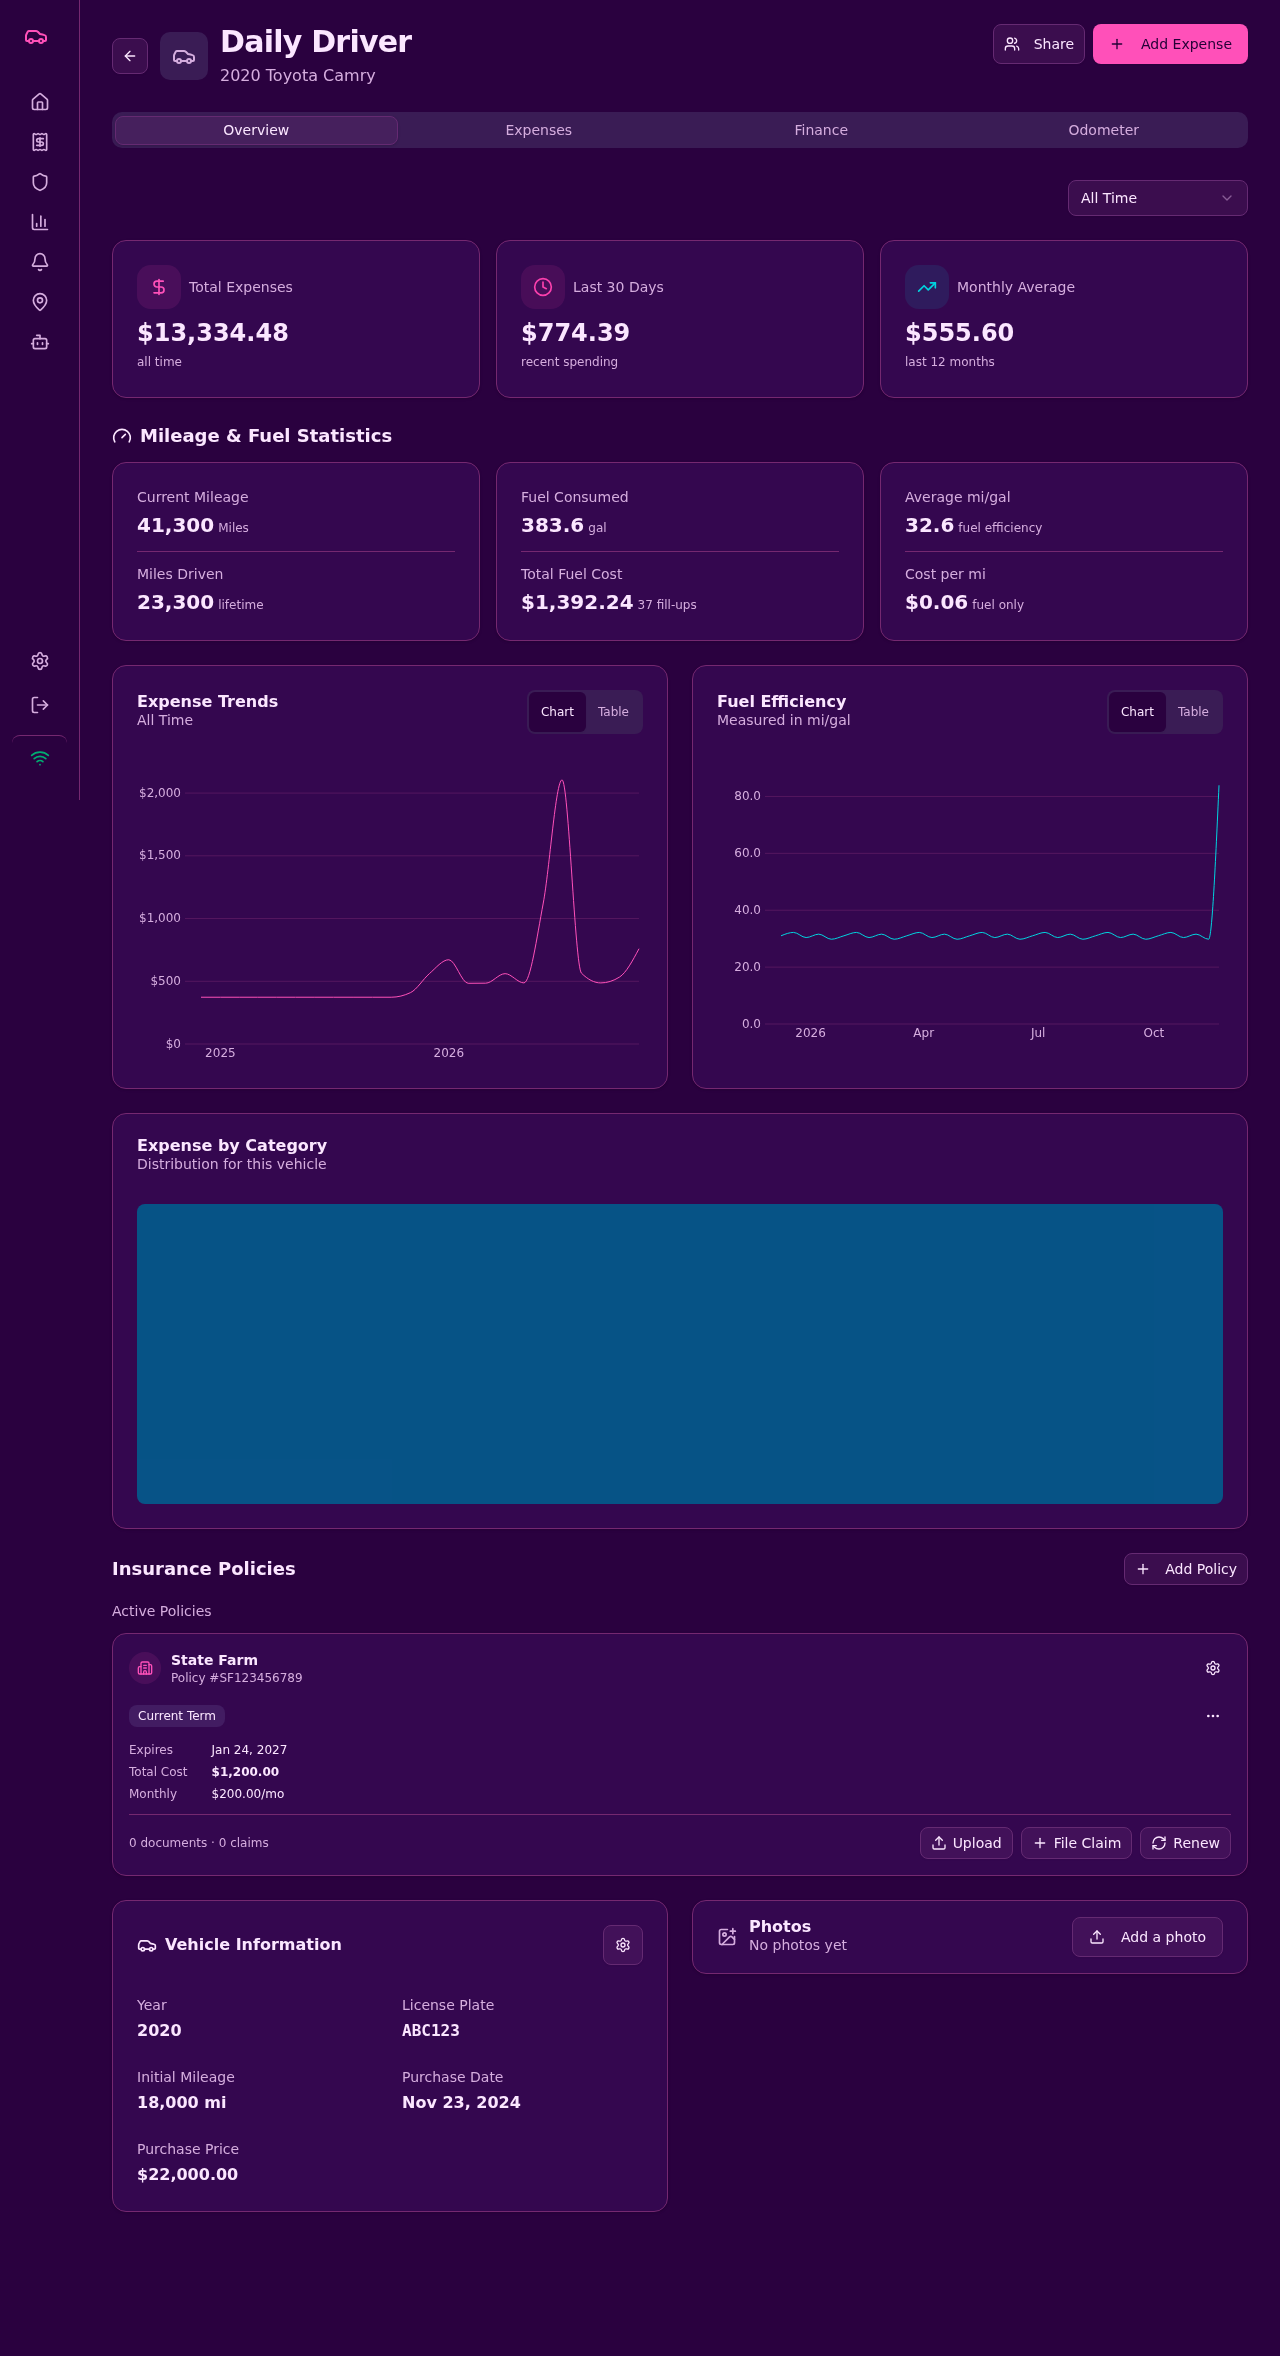 Daily Driver
2020 Toyota Camry
Share
Add Expense
Overview
Expenses
Finance
Odometer
All Time
Total Expenses
$13,334.48
all time
Last 30 Days
$774.39
recent spending
Monthly Average
$555.60
last 12 months
Mileage & Fuel Statistics
Current Mileage
41,300 Miles
Miles Driven
23,300 lifetime
Fuel Consumed
383.6 gal
Total Fuel Cost
$1,392.24 37 fill-ups
Average mi/gal
32.6 fuel efficiency
Cost per mi
$0.06 fuel only
Expense Trends
All Time
Chart
Table
$2,000
$1,500
$1,000
$500
$0
2025
2026
Fuel Efficiency
Measured in mi/gal
Chart
Table
80.0
60.0
40.0
20.0
0.0
2026
Apr
Jul
Oct
Expense by Category
Distribution for this vehicle
Insurance Policies
Add Policy
Active Policies
State Farm
Policy #SF123456789
Current Term
Expires Jan 24, 2027
Total Cost $1,200.00
Monthly $200.00/mo
0 documents · 0 claims
Upload
File Claim
Renew
Vehicle Information
Year
2020
License Plate
ABC123
Initial Mileage
18,000 mi
Purchase Date
Nov 23, 2024
Purchase Price
$22,000.00
Photos
No photos yet
Add a photo